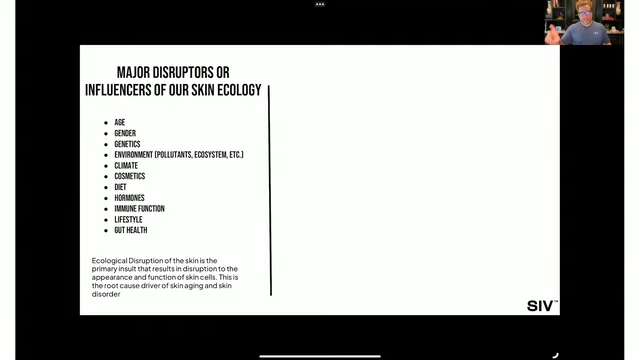 MAJOR DISRUPTORS OR
INFLUENCERS OF OUR SKIN ECOLOGY
• AGE
• GENDER
• GENETICS
• ENVIRONMENT (POLLUTANTS, ECOSYSTEM, ETC.)
• CLIMATE
• COSMETICS
• DIET
• HORMONES
• IMMUNE FUNCTION
• LIFESTYLE
• GUT HEALTH
Ecological Disruption of the skin is the
primary insult that results in disruption to the
appearance and function of skin cells. This is
the root cause driver of skin aging and skin
disorder
SIV™